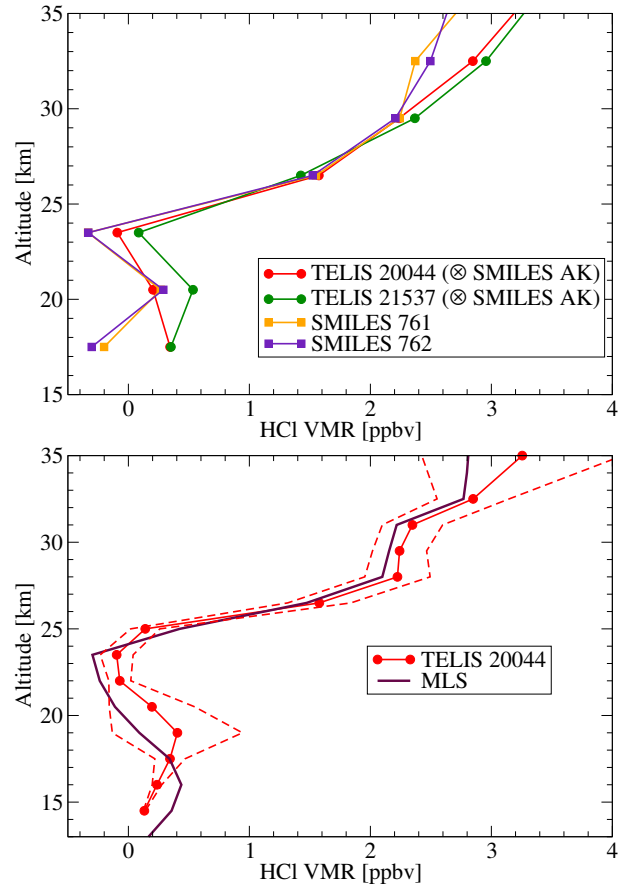 35
30
25
20
15
Altitude [km]
TELIS 20044 (⊗ SMILES AK)
TELIS 21537 (⊗ SMILES AK)
SMILES 761
SMILES 762
0 1 2 3 4
HCl VMR [ppbv]
35
30
25
20
15
Altitude [km]
TELIS 20044
MLS
0 1 2 3 4
HCl VMR [ppbv]